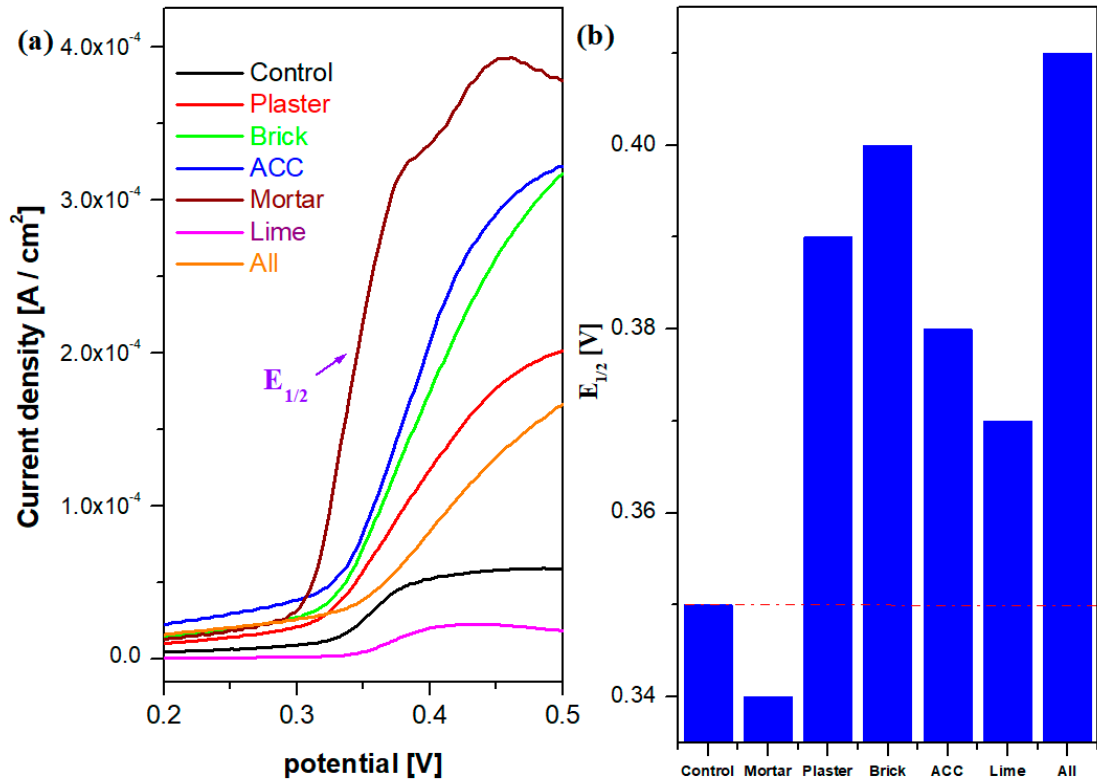 (a)
4.0x10⁻⁴
3.0x10⁻⁴
2.0x10⁻⁴
1.0x10⁻⁴
0.0
Current density [A / cm²]
Control
Plaster
Brick
ACC
Mortar
Lime
All
E₁/₂
0.2
0.3
0.4
0.5
potential [V]
(b)
0.40
0.38
0.36
0.34
E₁/₂ [V]
Control
Mortar
Plaster
Brick
ACC
Lime
All